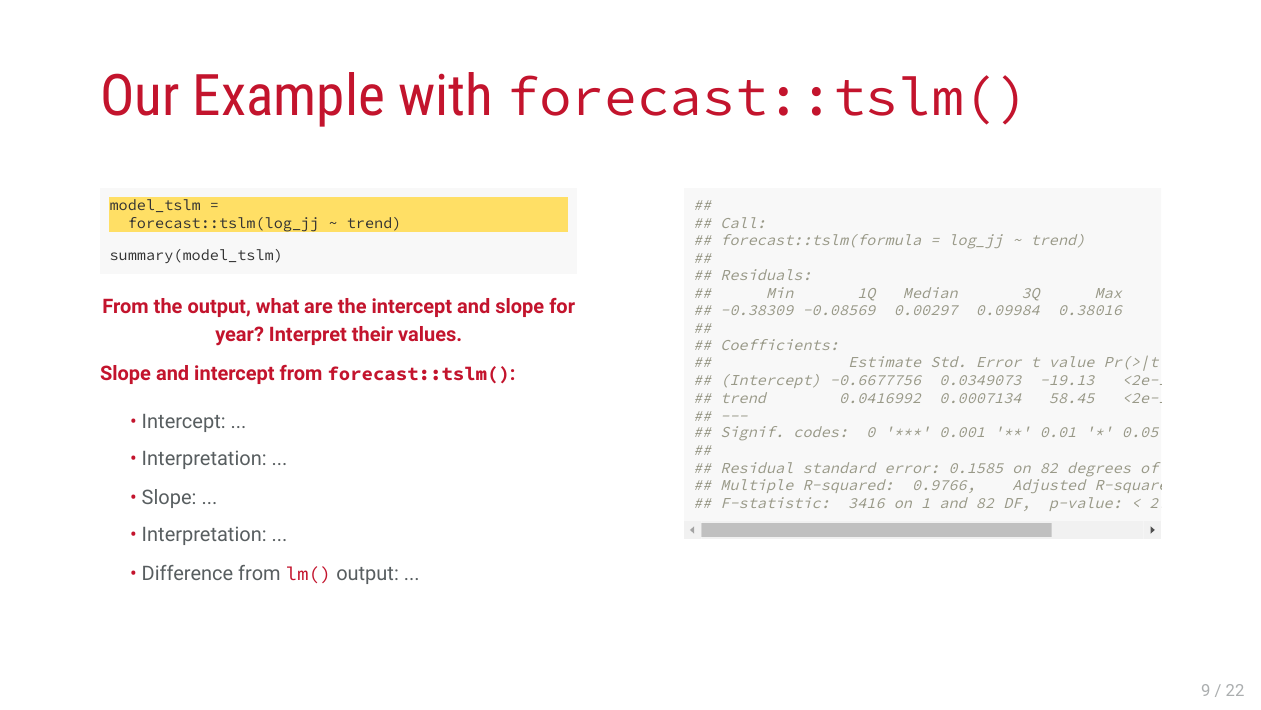 Our Example with forecast::tslm()
model_tslm =
  forecast::tslm(log_jj ~ trend)
summary(model_tslm)
From the output, what are the intercept and slope for
year? Interpret their values.
Slope and intercept from forecast::tslm():
• Intercept: ...
• Interpretation: ...
• Slope: ...
• Interpretation: ...
• Difference from lm() output: ...
##
## Call:
## forecast::tslm(formula = log_jj ~ trend)
##
## Residuals:
##      Min       1Q   Median       3Q      Max
## -0.38309 -0.08569  0.00297  0.09984  0.38016
##
## Coefficients:
##               Estimate Std. Error t value Pr(>|t
## (Intercept) -0.6677756  0.0349073  -19.13   <2e-
## trend        0.0416992  0.0007134   58.45   <2e-
## ---
## Signif. codes:  0 '***' 0.001 '**' 0.01 '*' 0.05
##
## Residual standard error: 0.1585 on 82 degrees of
## Multiple R-squared:  0.9766,    Adjusted R-square
## F-statistic:  3416 on 1 and 82 DF,  p-value: < 2
9 / 22